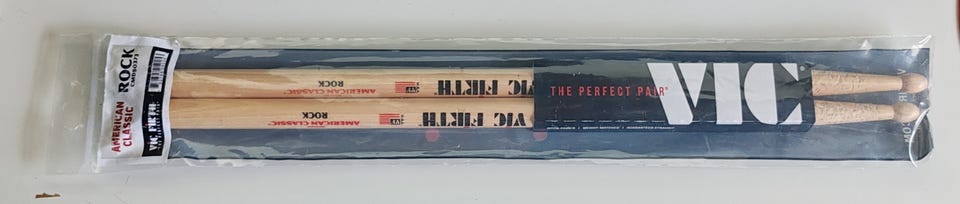 ROCK
AMERICAN
CLASSIC
VIC FIRTH
AMERICAN CLASSIC
ROCK
VIC FIRTH
AMERICAN CLASSIC
ROCK
VIC FIRTH
THE PERFECT PAIR®
VIC